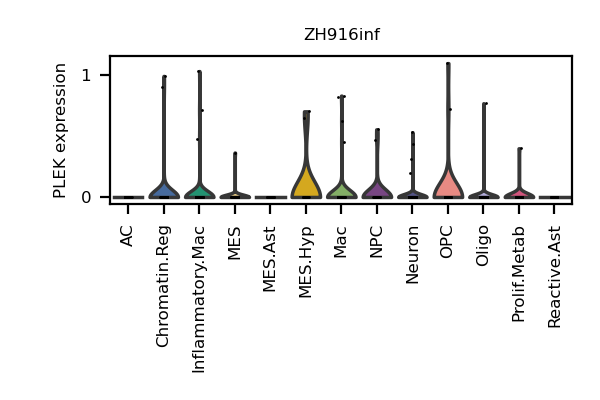 ZH916inf
PLEK expression
1
0
AC
Chromatin.Reg
Inflammatory.Mac
MES
MES.Ast
MES.Hyp
Mac
NPC
Neuron
OPC
Oligo
Prolif.Metab
Reactive.Ast